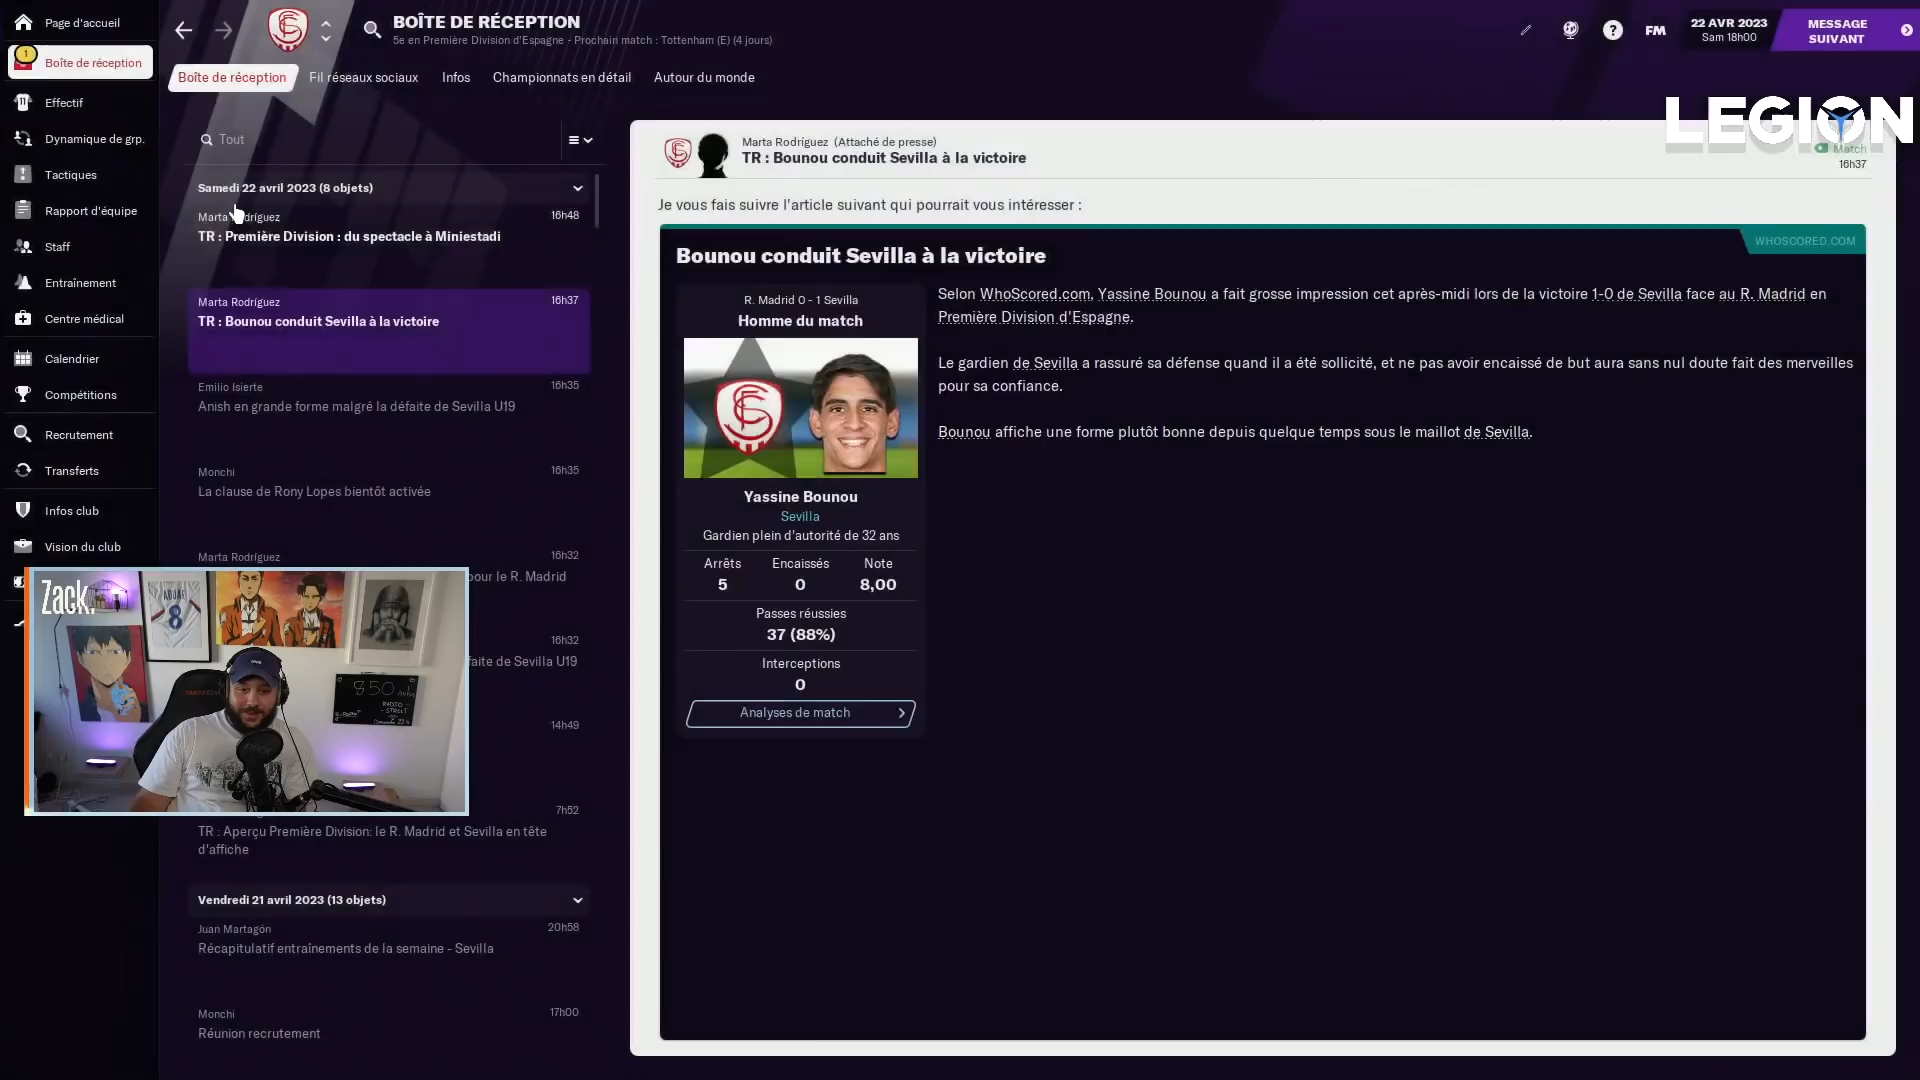 Page d'accueil
1
Boîte de réception
Effectif
Dynamique de grp.
Tactiques
Rapport d'équipe
Staff
Entraînement
Centre médical
Calendrier
Compétitions
Recrutement
Transferts
Infos club
Vision du club
BOÎTE DE RÉCEPTION
5e en Première Division d'Espagne - Prochain match : Tottenham (E) (4 jours)
FM
22 AVR 2023
Sam 18h00
MESSAGE
SUIVANT
Boîte de réception
Fil réseaux sociaux
Infos
Championnats en détail
Autour du monde
LEGION
Tout
Samedi 22 avril 2023 (8 objets)
Marta Rodríguez 16h48
TR : Première Division : du spectacle à Miniestadi
Marta Rodríguez 16h37
TR : Bounou conduit Sevilla à la victoire
Emilio Isierte 16h35
Anish en grande forme malgré la défaite de Sevilla U19
Monchi 16h35
La clause de Rony Lopes bientôt activée
Marta Rodríguez 16h32
pour le R. Madrid
16h32
faite de Sevilla U19
14h49
7h52
TR : Aperçu Première Division: le R. Madrid et Sevilla en tête
d'affiche
Vendredi 21 avril 2023 (13 objets)
Juan Martagón 20h58
Récapitulatif entraînements de la semaine - Sevilla
Monchi 17h00
Réunion recrutement
Marta Rodríguez (Attaché de presse)
TR : Bounou conduit Sevilla à la victoire
Match
16h37
Je vous fais suivre l'article suivant qui pourrait vous intéresser :
WHOSCORED.COM
Bounou conduit Sevilla à la victoire
R. Madrid 0 - 1 Sevilla
Homme du match
Yassine Bounou
Sevilla
Gardien plein d'autorité de 32 ans
Arrêts Encaissés Note
5 0 8,00
Passes réussies
37 (88%)
Interceptions
0
Analyses de match
Selon WhoScored.com, Yassine Bounou a fait grosse impression cet après-midi lors de la victoire 1-0 de Sevilla face au R. Madrid en
Première Division d'Espagne.
Le gardien de Sevilla a rassuré sa défense quand il a été sollicité, et ne pas avoir encaissé de but aura sans nul doute fait des merveilles
pour sa confiance.
Bounou affiche une forme plutôt bonne depuis quelque temps sous le maillot de Sevilla.
Zack.
AOUAR
8
850